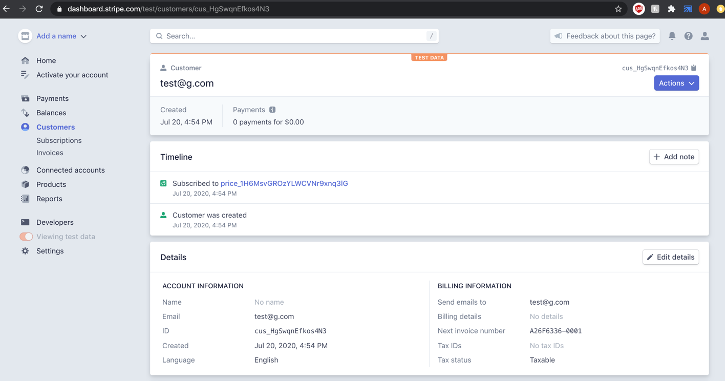 dashboard.stripe.com/test/customers/cus_HgSwqnEfkos4N3
Add a name
Search...
/
Feedback about this page?
Home
Activate your account
Payments
Balances
Customers
Subscriptions
Invoices
Connected accounts
Products
Reports
Developers
Viewing test data
Settings
TEST DATA
Customer
cus_HgSwqnEfkos4N3
test@g.com
Actions
Created
Payments
Jul 20, 4:54 PM
0 payments for $0.00
Timeline
Add note
Subscribed to price_1H6MsvGROzYLWCVNr9xnq3lG
Jul 20, 2020, 4:54 PM
Customer was created
Jul 20, 2020, 4:54 PM
Details
Edit details
ACCOUNT INFORMATION
Name No name
Email test@g.com
ID cus_HgSwqnEfkos4N3
Created Jul 20, 2020, 4:54 PM
Language English
BILLING INFORMATION
Send emails to test@g.com
Billing details No details
Next invoice number A26F6336-0001
Tax IDs No tax IDs
Tax status Taxable